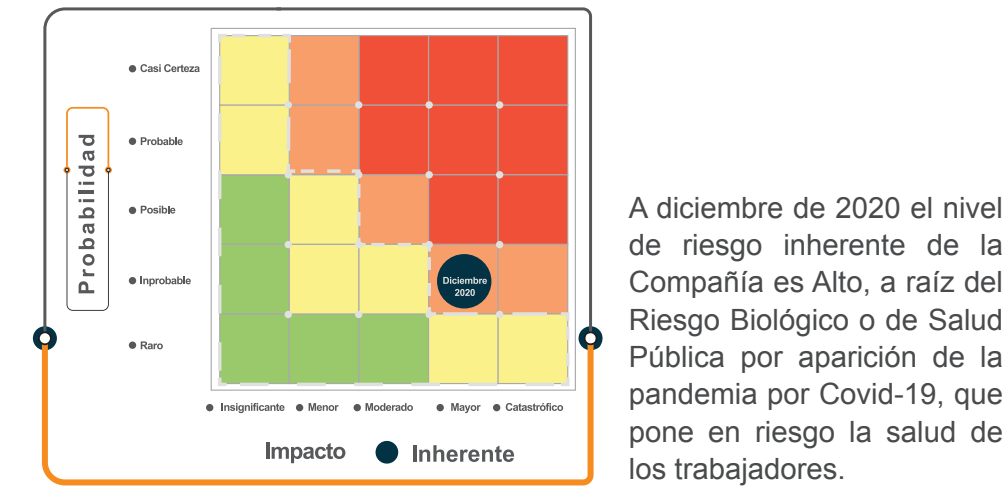 Probabilidad
Casi Certeza
Probable
Posible
Inprobable
Raro
Diciembre
2020
Insignificante Menor Moderado Mayor Catastrófico
Impacto Inherente
A diciembre de 2020 el nivel
de riesgo inherente de la
Compañía es Alto, a raíz del
Riesgo Biológico o de Salud
Pública por aparición de la
pandemia por Covid-19, que
pone en riesgo la salud de
los trabajadores.